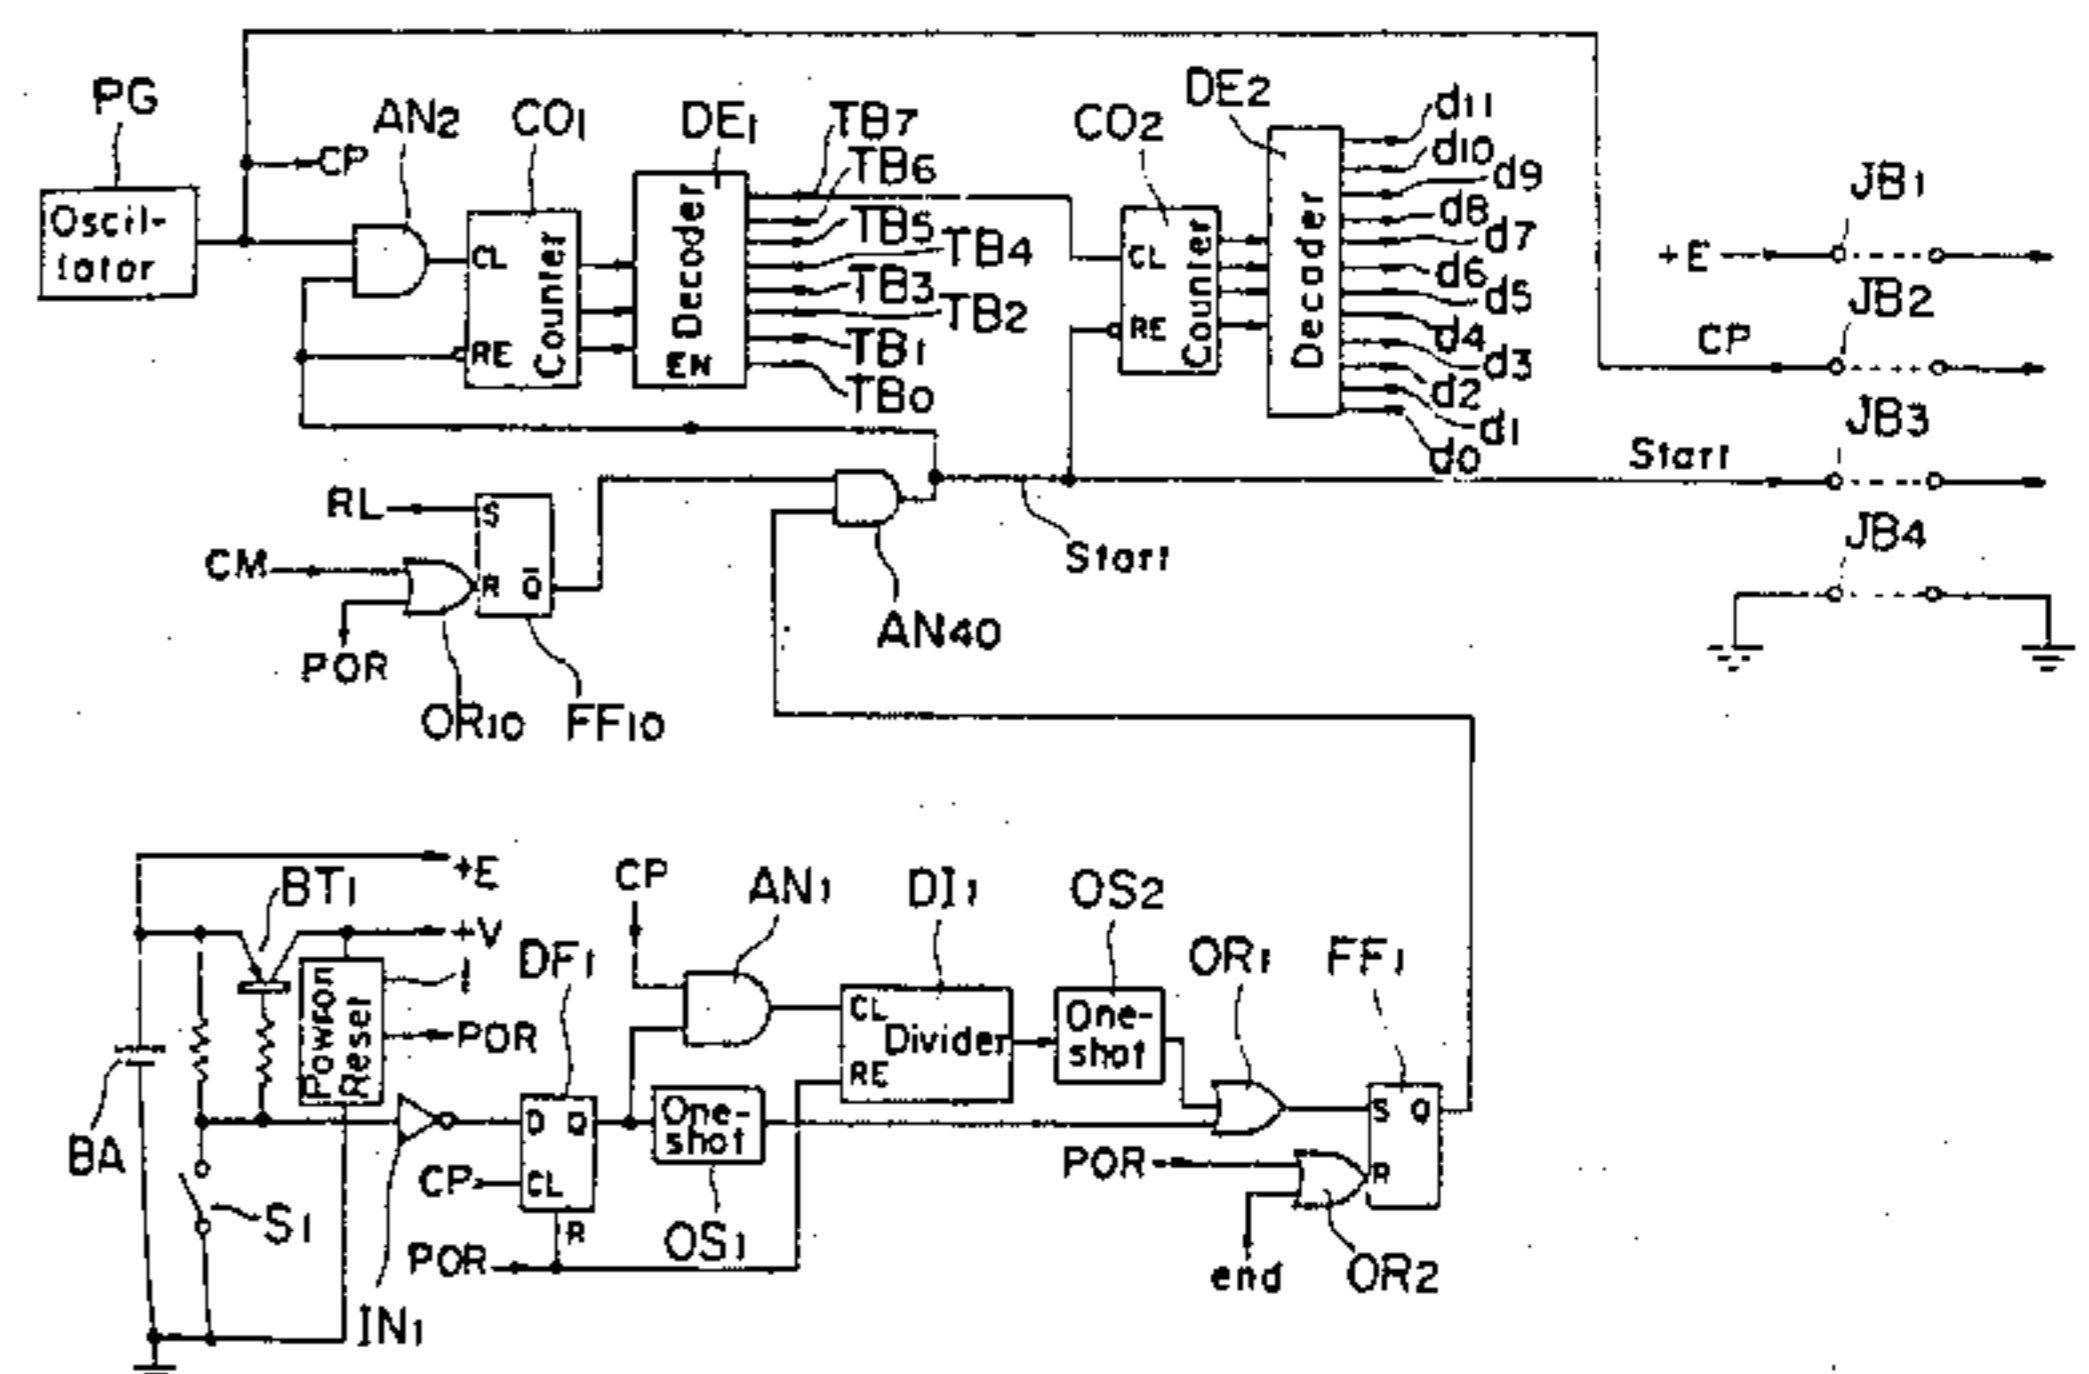 PG
Oscil-
lator
CP
AN2
CO1
CL
RE
Counter
DE1
Decoder
EN
TB7
TB6
TB5
TB4
TB3
TB2
TB1
TB0
CO2
CL
RE
Counter
DE2
Decoder
d11
d10
d9
d8
d7
d6
d5
d4
d3
d2
d1
d0
JB1
+E
JB2
CP
JB3
Start
JB4
RL
S
CM
R
Q̅
POR
OR10
FF10
Start
AN40
+E
BT1
+V
Powron
Reset
POR
BA
S1
IN1
DF1
D Q
CP
CL
R
POR
CP
AN1
One-
shot
OS1
DI1
CL
Divider
RE
OS2
One-
shot
OR1
FF1
S Q
R
POR
end
OR2